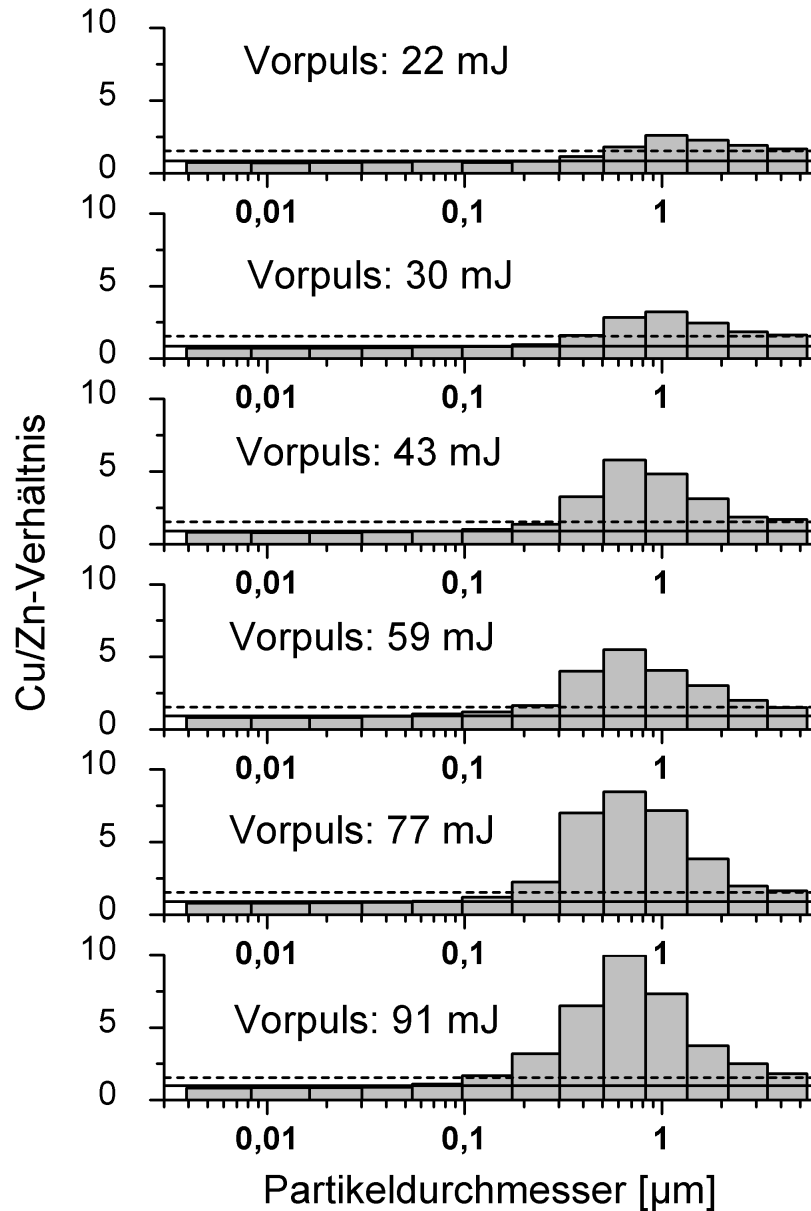 Cu/Zn-Verhältnis
10
Vorpuls: 22 mJ
5
0
0,01 0,1 1
10
Vorpuls: 30 mJ
5
0
0,01 0,1 1
10
Vorpuls: 43 mJ
5
0
0,01 0,1 1
10
Vorpuls: 59 mJ
5
0
0,01 0,1 1
10
Vorpuls: 77 mJ
5
0
0,01 0,1 1
10
Vorpuls: 91 mJ
5
0
0,01 0,1 1
Partikeldurchmesser [µm]